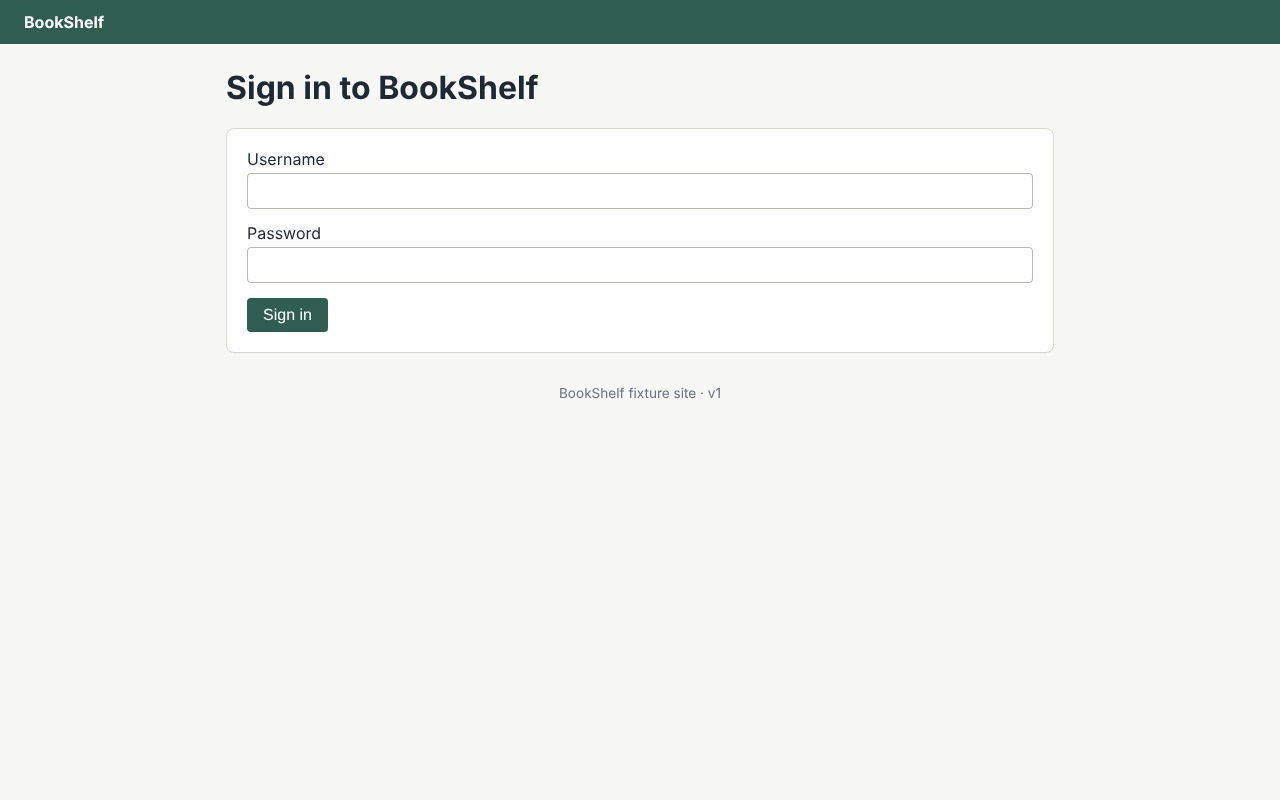 BookShelf
Sign in to BookShelf
Username
Password
Sign in
BookShelf fixture site · v1